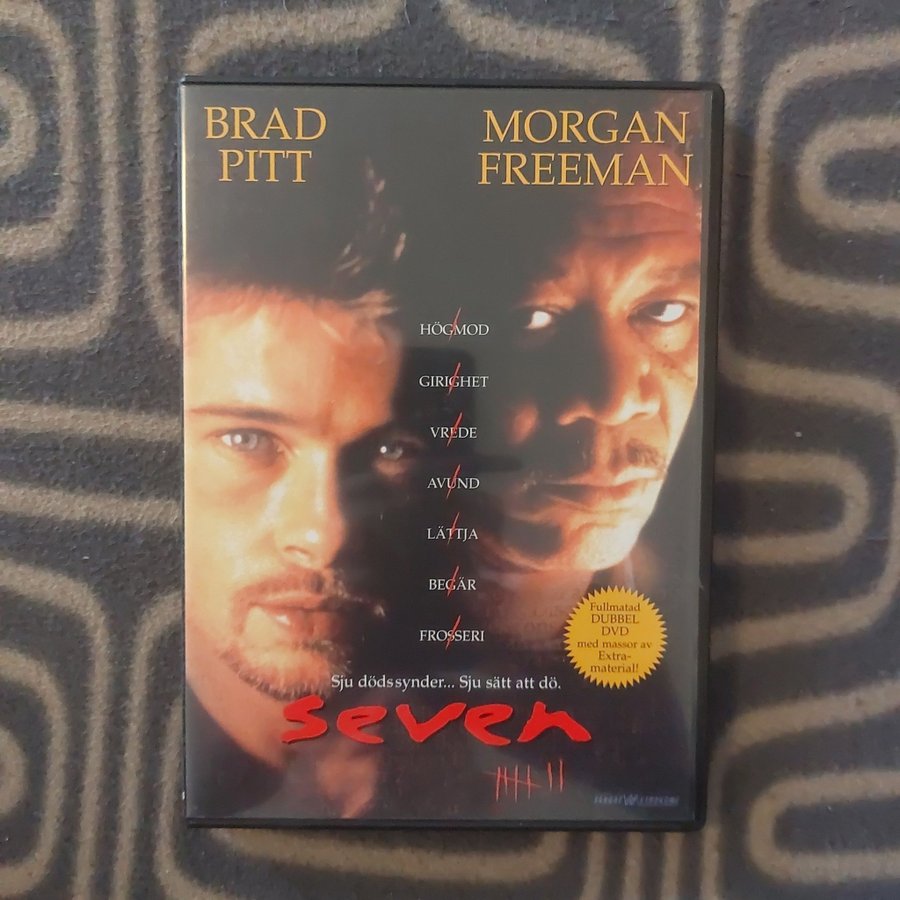 BRAD
PITT
MORGAN
FREEMAN
HÖGMOD
GIRIGHET
VREDE
AVUND
LÄTTJA
BEGÄR
FROSSERI
Fullmatad
DUBBEL
DVD
med massor av
Extra-
material!
Sju dödssynder... Sju sätt att dö.
seven